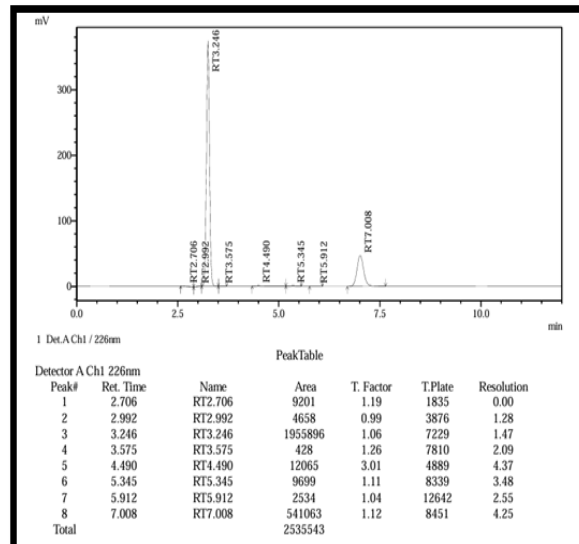 mV
RT3.246
300
200
100
RT2.706
RT2.992
RT3.575
RT4.490
RT5.345
RT5.912
RT7.008
0
0.0 2.5 5.0 7.5 10.0
min
1 Det.A Ch1 / 226nm
PeakTable
Detector A Ch1 226nm
Peak# Ret. Time Name Area T. Factor T.Plate Resolution
1 2.706 RT2.706 9201 1.19 1835 0.00
2 2.992 RT2.992 4658 0.99 3876 1.28
3 3.246 RT3.246 1955896 1.06 7229 1.47
4 3.575 RT3.575 428 1.26 7810 2.09
5 4.490 RT4.490 12065 3.01 4889 4.37
6 5.345 RT5.345 9699 1.11 8339 3.48
7 5.912 RT5.912 2534 1.04 12642 2.55
8 7.008 RT7.008 541063 1.12 8451 4.25
Total 2535543